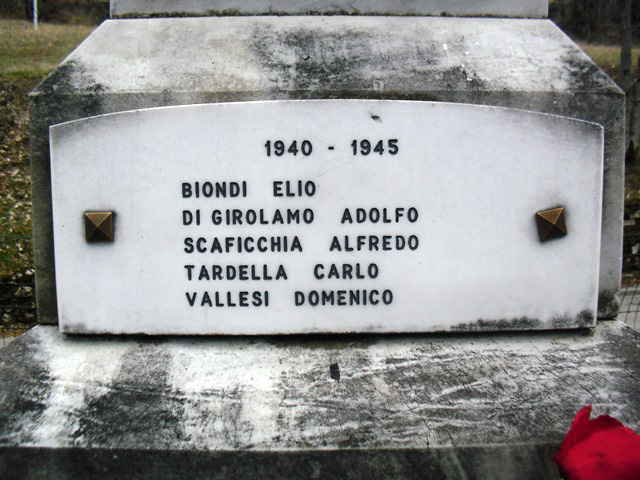 1940 - 1945
BIONDI ELIO
DI GIROLAMO ADOLFO
SCAFICCHIA ALFREDO
TARDELLA CARLO
VALLESI DOMENICO